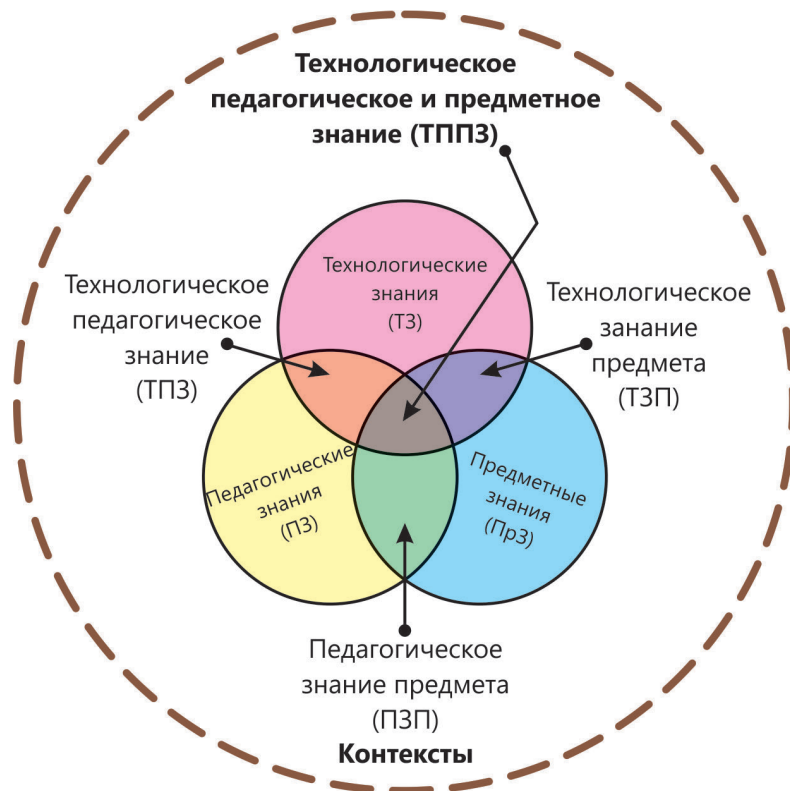 Технологическое
педагогическое и предметное
знание (ТППЗ)
Технологические
знания
(ТЗ)
Технологическое
педагогическое
знание
(ТПЗ)
Технологическое
занание
предмета
(ТЗП)
Педагогические
знания
(ПЗ)
Предметные
знания
(ПрЗ)
Педагогическое
знание предмета
(ПЗП)
Контексты